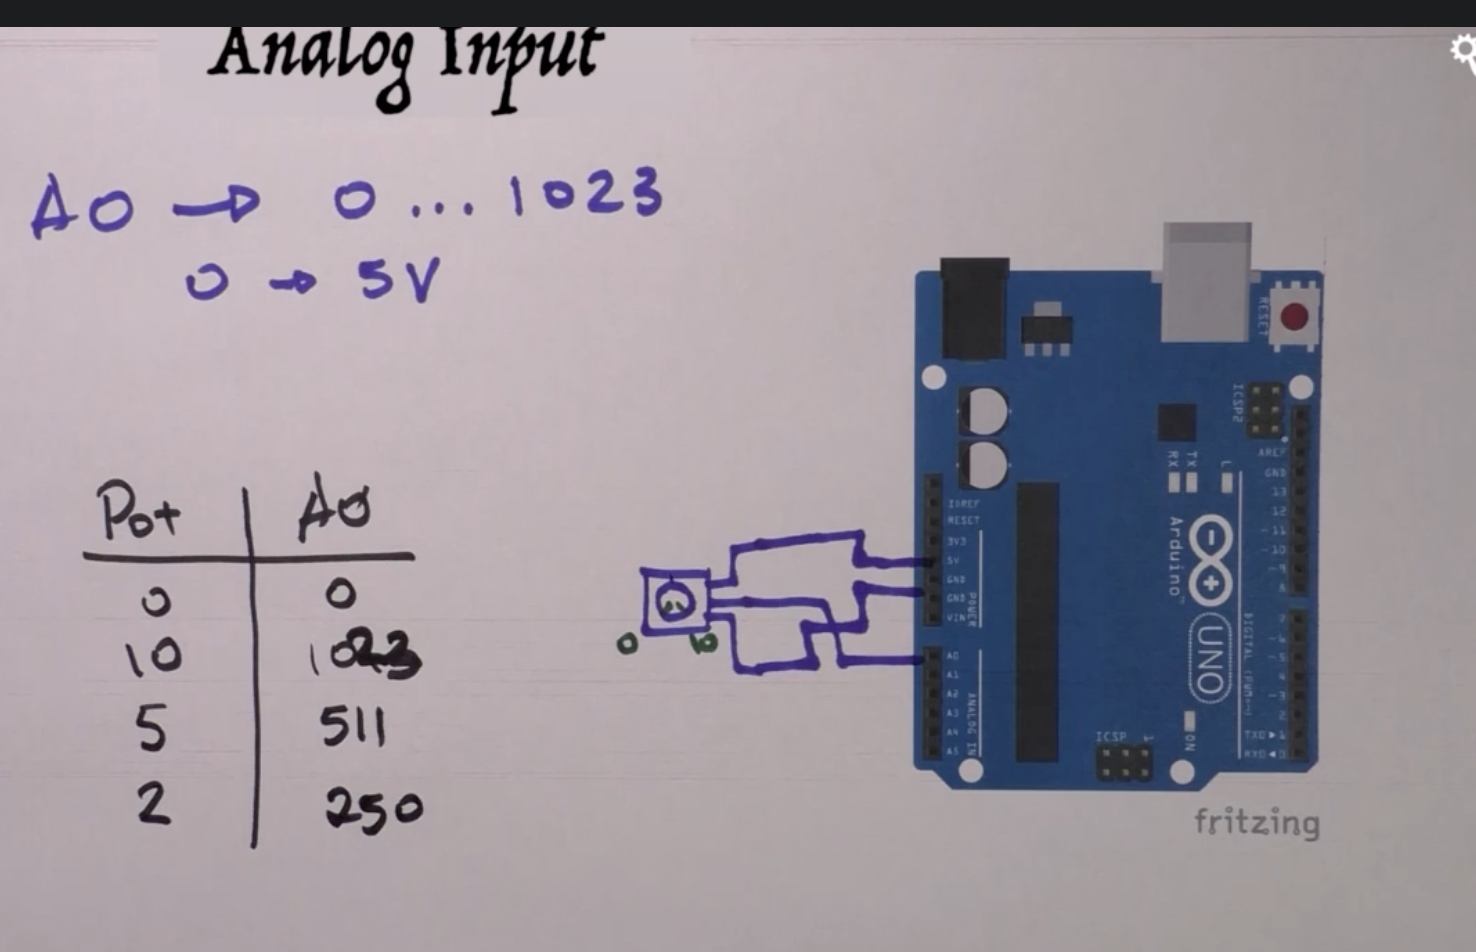 Analog Input
A0 → 0 ... 1023
0 → 5V
Pot A0
0 0
10 1023
5 511
2 250
0 10
RESET
ICSP2
AREF
GND
13
12
~11
~10
~9
8
7
~6
~5
4
~3
2
TX0 ▶ 1
RX0 ◀ 0
DIGITAL (PWM=~)
L
TX
RX
Arduino™
UNO
ON
ICSP
1
IOREF
RESET
3V3
5V
GND
GND
VIN
POWER
A0
A1
A2
A3
A4
A5
ANALOG IN
fritzing